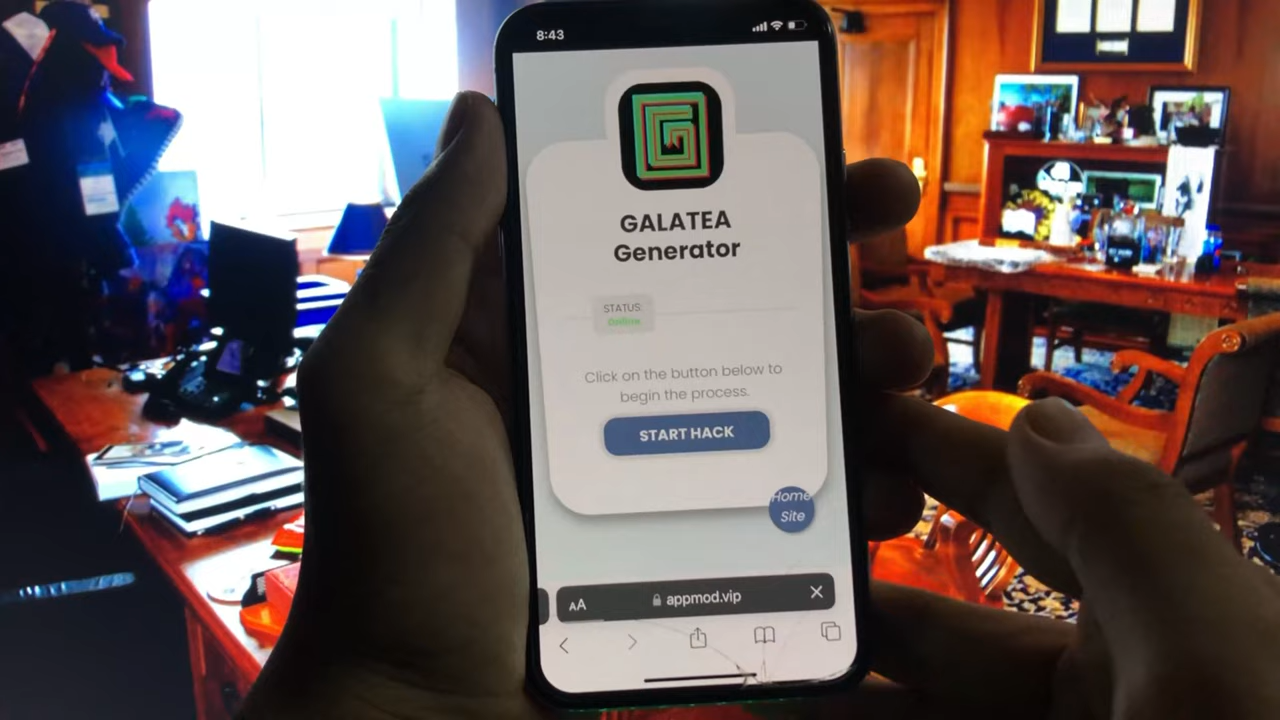 8:43
GALATEA
Generator
STATUS:
Online
Click on the button below to
begin the process.
START HACK
Home
Site
AA
appmod.vip